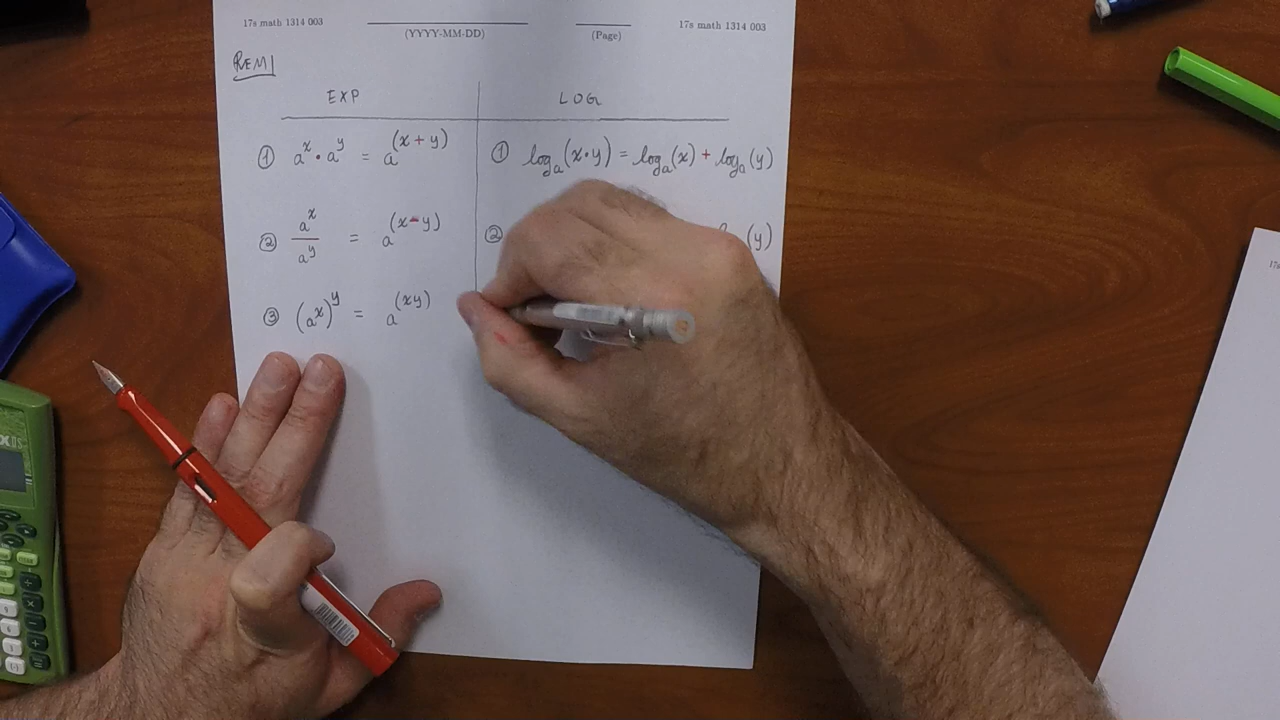 17s math 1314 003 (YYYY-MM-DD) (Page) 17s math 1314 003
REM1
EXP LOG
① a^x · a^y = a^(x + y) ① log_a(x·y) = log_a(x) + log_a(y)
② a^x / a^y = a^(x - y) ② (y)
③ (a^x)^y = a^(xy)
17s